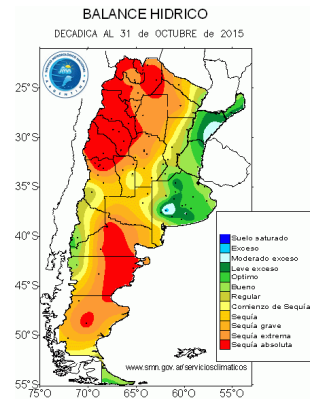 BALANCE HIDRICO
DECADICA AL 31 de OCTUBRE de 2015
25°S
30°S
35°S
40°S
45°S
50°S
55°S
75°O
70°O
65°O
60°O
55°O
Suelo saturado
Exceso
Moderado exceso
Leve exceso
Optimo
Bueno
Regular
Comienzo de Sequía
Sequía
Sequía grave
Sequía extrema
Sequía absoluta
www.smn.gov.ar/serviciosclimaticos